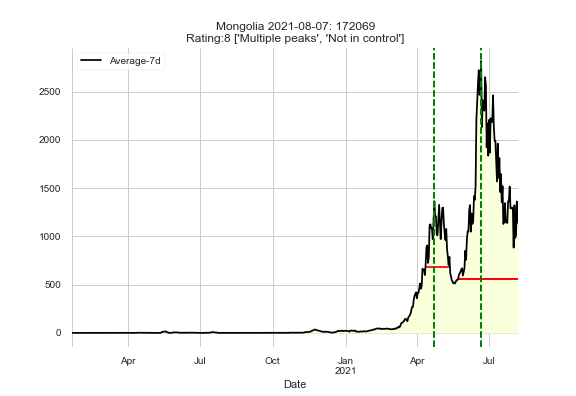 Mongolia 2021-08-07: 172069
Rating:8 ['Multiple peaks', 'Not in control']
Average-7d
2500
2000
1500
1000
500
0
Apr
Jul
Oct
Jan
2021
Apr
Jul
Date